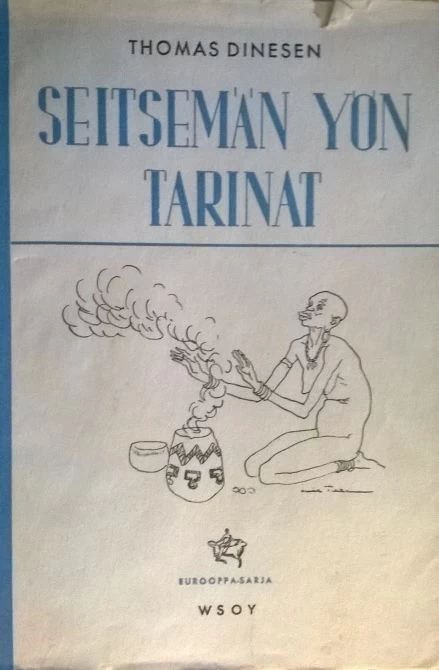 THOMAS DINESEN
SEITSEMÄN YÖN
TARINAT
EUROOPPA-SARJA
WSOY